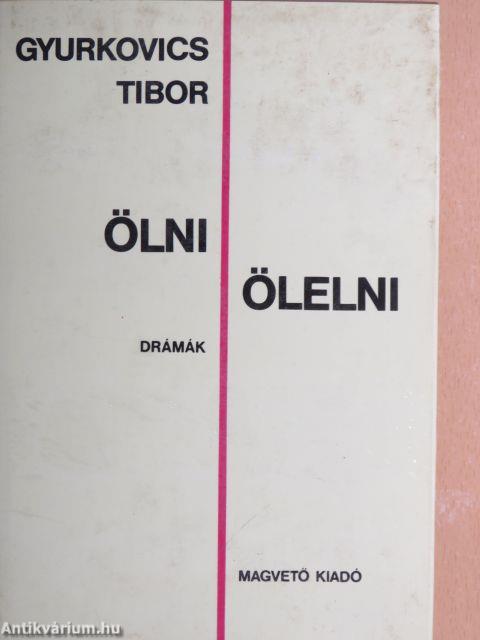 GYURKOVICS
TIBOR
ÖLNI
ÖLELNI
DRÁMÁK
MAGVETŐ KIADÓ
Antikvárium.hu